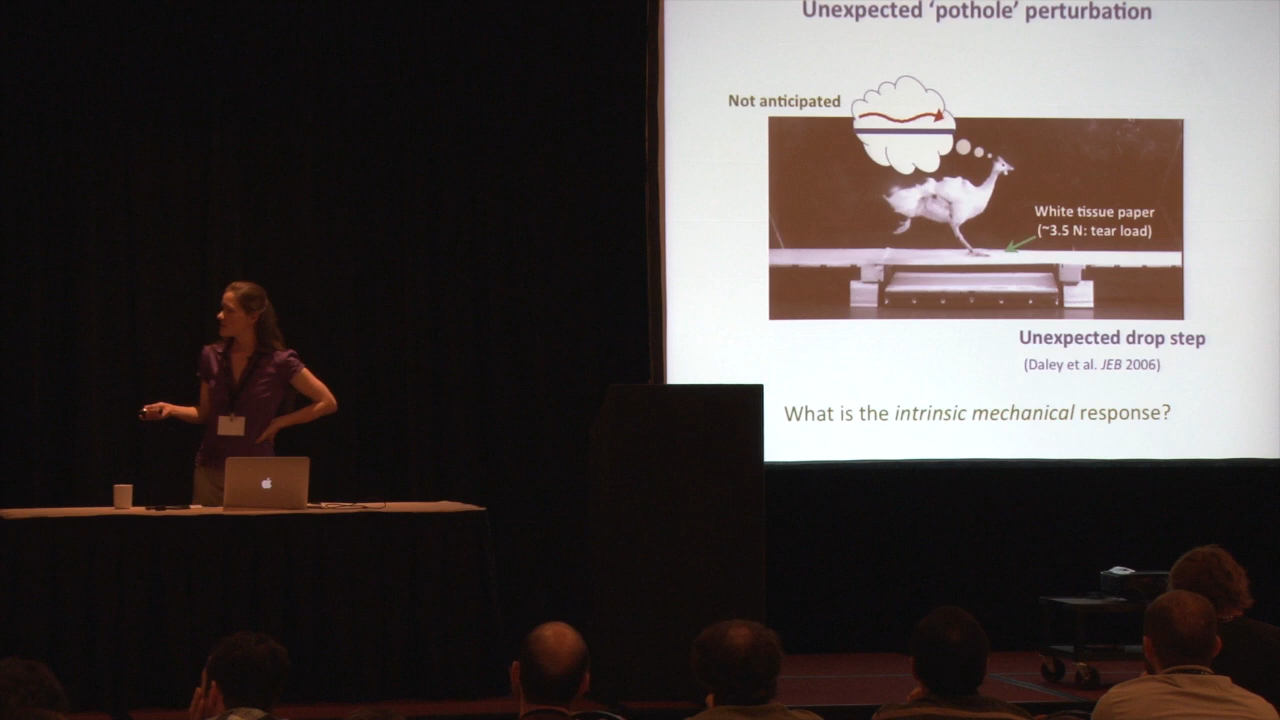 Unexpected ‘pothole’ perturbation
Not anticipated
White tissue paper
(~3.5 N: tear load)
Unexpected drop step
(Daley et al. JEB 2006)
What is the intrinsic mechanical response?